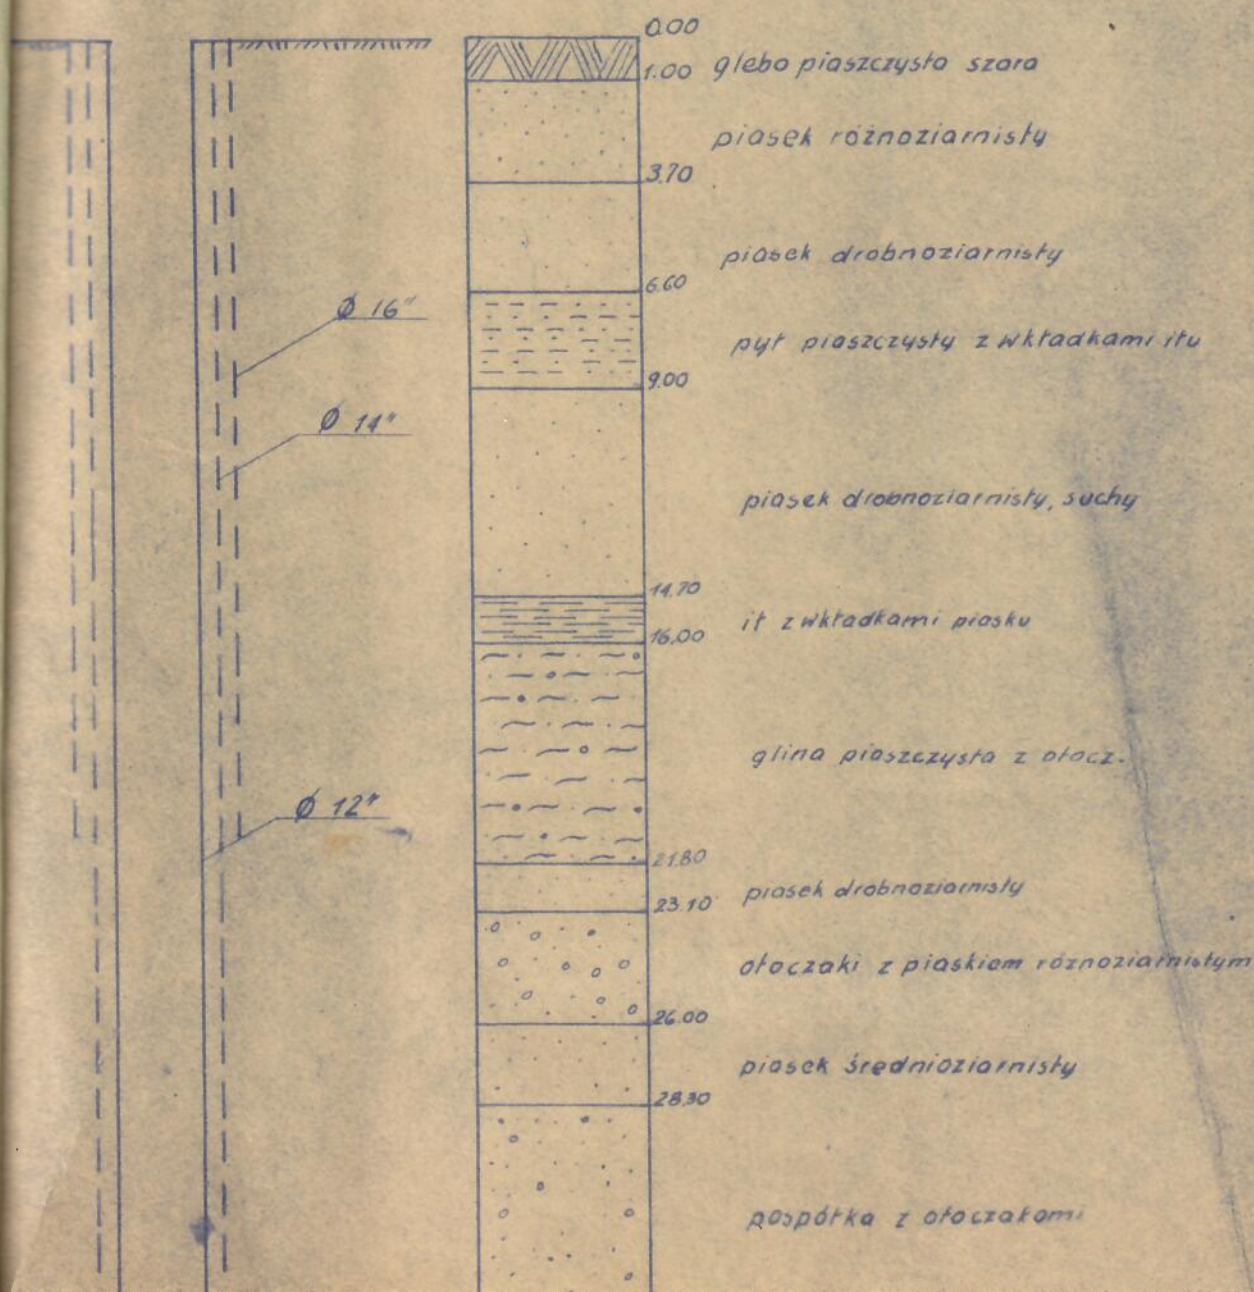 0.00
gleba piaszczysta szara
1.00
piasek różnoziarnisty
3.70
piasek drobnoziarnisty
6.60
Ø 16"
pył piaszczysty z wkładkami iłu
9.00
Ø 14"
piasek drobnoziarnisty, suchy
14.70
ił z wkładkami piasku
16.00
glina piaszczysta z otocz.
Ø 12"
21.80
piasek drobnoziarnisty
23.10
otoczaki z piaskiem różnoziarnistym
26.00
piasek średnioziarnisty
28.30
pospółka z otoczakami